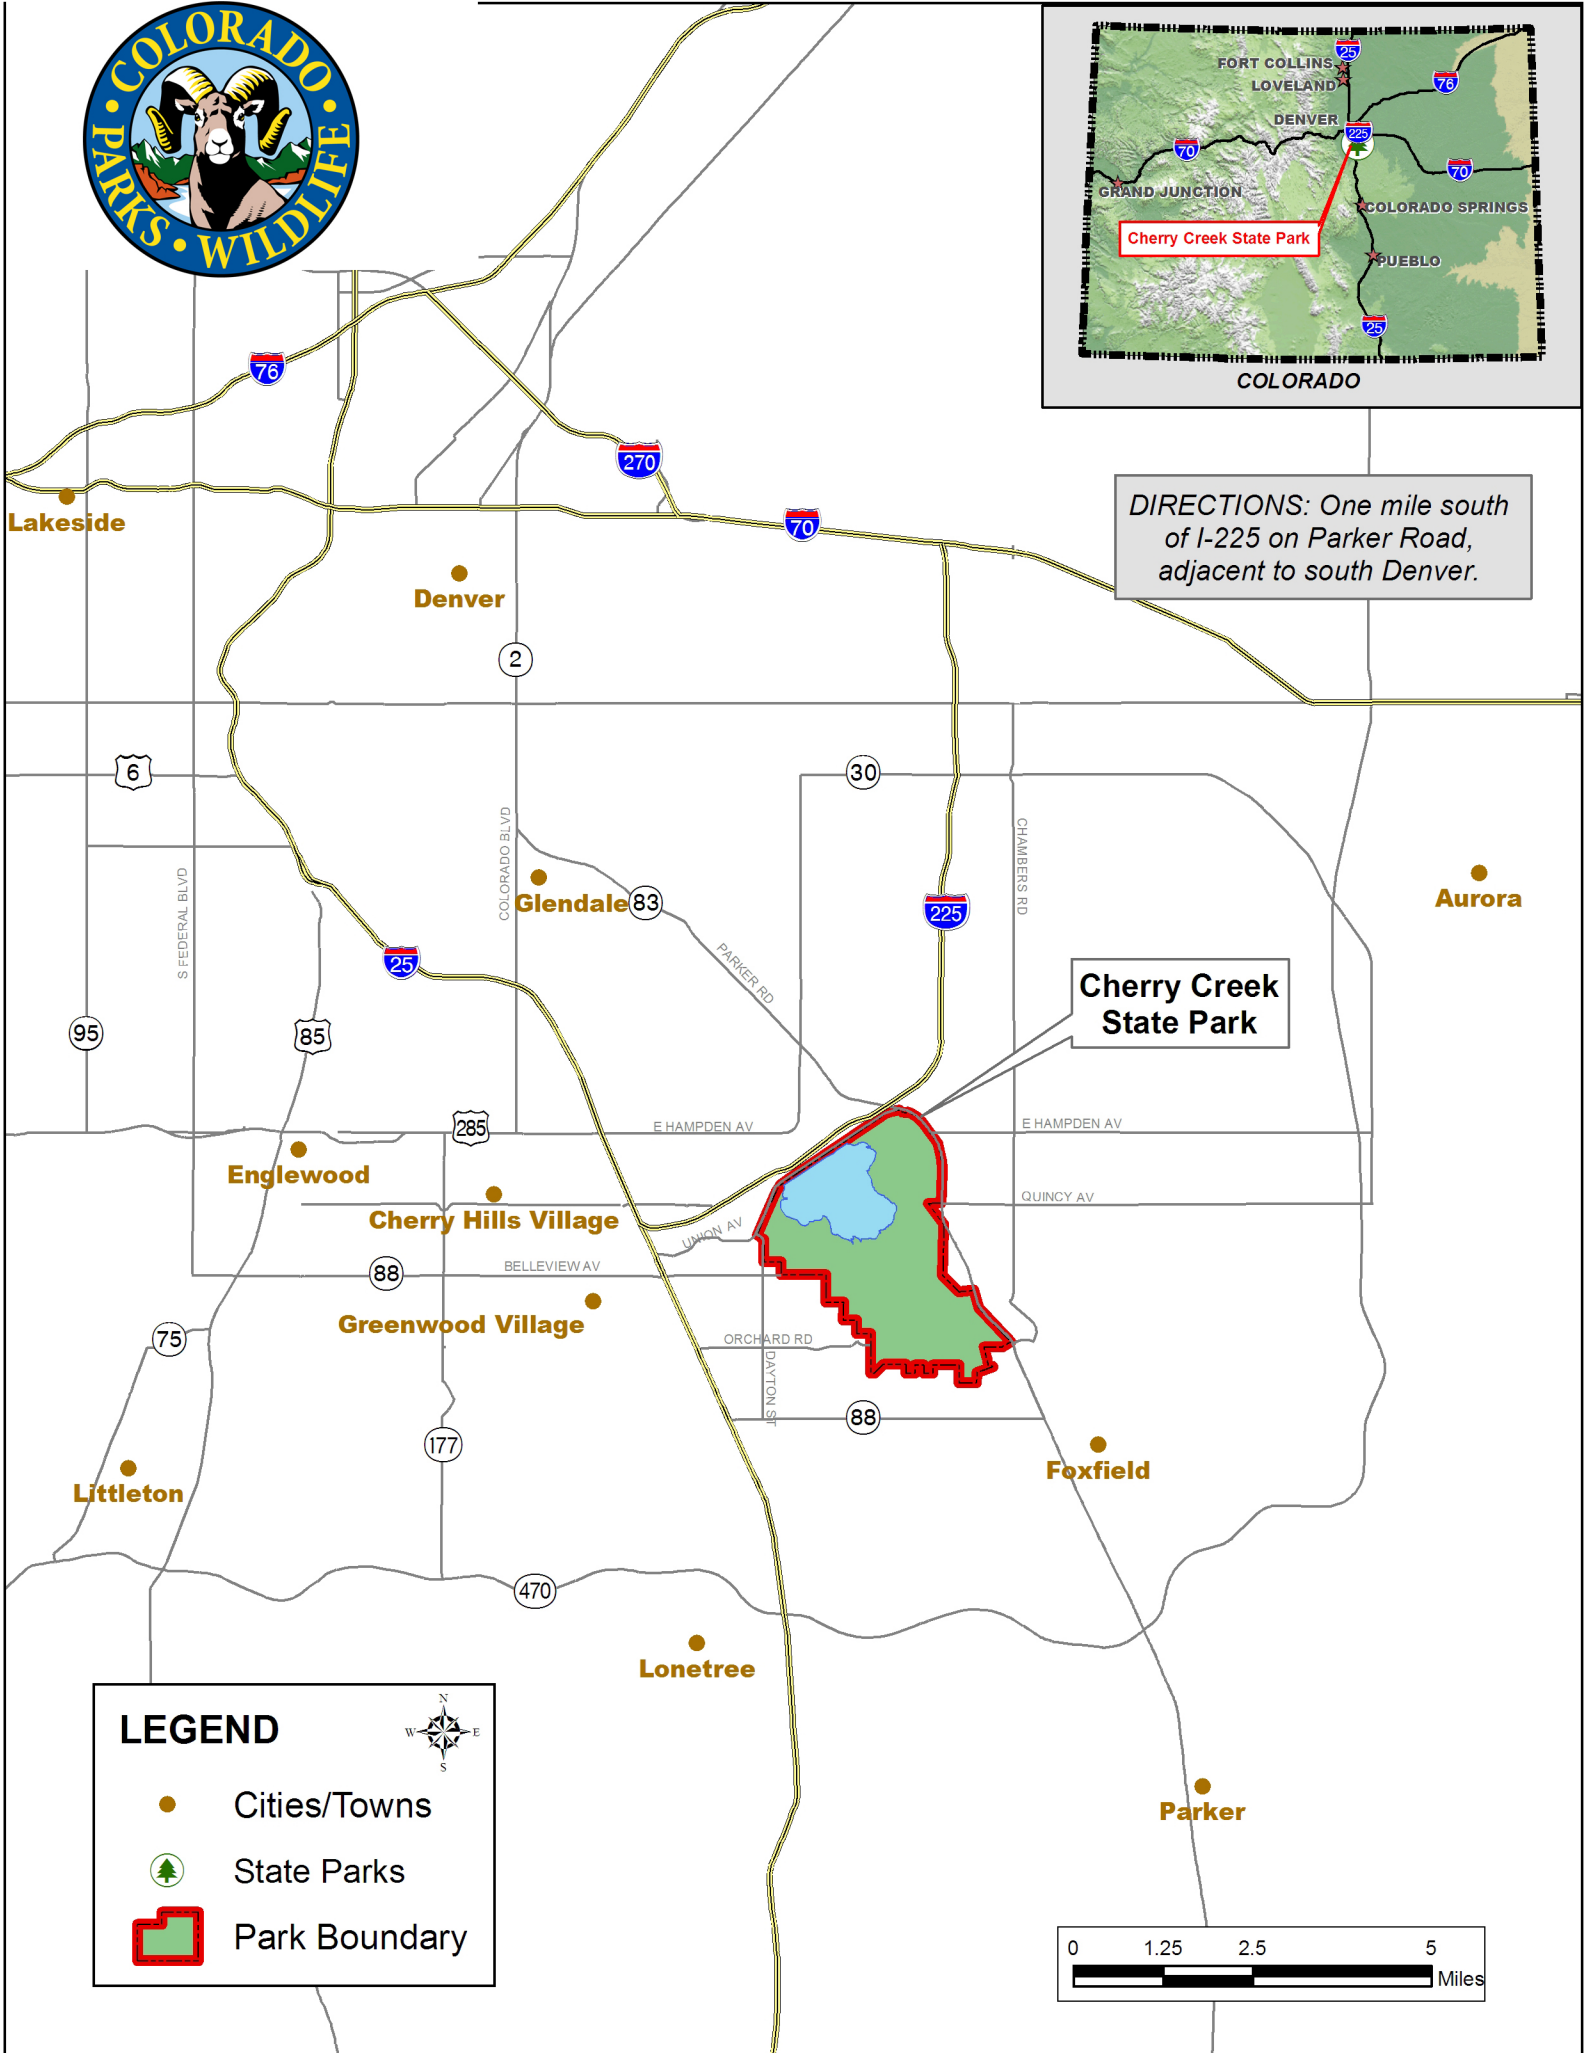 COLORADO
PARKS • WILDLIFE
25
FORT COLLINS
LOVELAND
76
DENVER
225
70
70
GRAND JUNCTION
COLORADO SPRINGS
Cherry Creek State Park
PUEBLO
25
COLORADO
76
270
DIRECTIONS: One mile south
of I-225 on Parker Road,
adjacent to south Denver.
Lakeside
70
Denver
2
6
30
COLORADO BLVD
CHAMBERS RD
S FEDERAL BLVD
Glendale
83
225
Aurora
25
PARKER RD
Cherry Creek
State Park
95
85
285
E HAMPDEN AV
E HAMPDEN AV
Englewood
Cherry Hills Village
QUINCY AV
UNION AV
88
BELLEVIEW AV
Greenwood Village
75
ORCHARD RD
DAYTON ST
88
177
Foxfield
Littleton
470
Lonetree
LEGEND
N
W
E
S
Cities/Towns
State Parks
Park Boundary
Parker
0 1.25 2.5 5
Miles